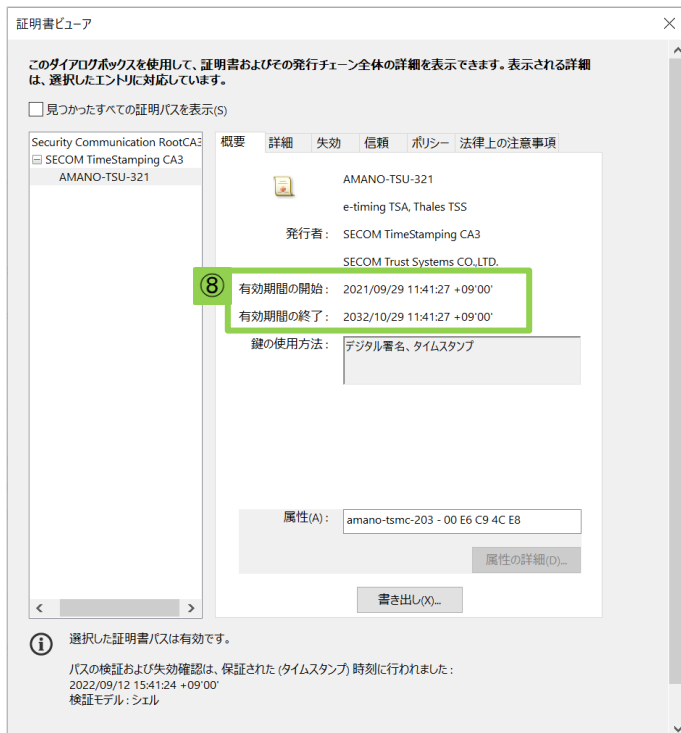 証明書ビューア
このダイアログボックスを使用して、証明書およびその発行チェーン全体の詳細を表示できます。表示される詳細
は、選択したエントリに対応しています。
見つかったすべての証明パスを表示(S)
Security Communication RootCA3
SECOM TimeStamping CA3
AMANO-TSU-321
概要 詳細 失効 信頼 ポリシー 法律上の注意事項
AMANO-TSU-321
e-timing TSA, Thales TSS
発行者 : SECOM TimeStamping CA3
SECOM Trust Systems CO.,LTD.
⑧
有効期間の開始 : 2021/09/29 11:41:27 +09'00'
有効期間の終了 : 2032/10/29 11:41:27 +09'00'
鍵の使用方法 : デジタル署名、タイムスタンプ
属性(A) : amano-tsmc-203 - 00 E6 C9 4C E8
属性の詳細(D)...
書き出し(X)...
選択した証明書パスは有効です。
パスの検証および失効確認は、保証された (タイムスタンプ) 時刻に行われました :
2022/09/12 15:41:24 +09'00'
検証モデル : シェル